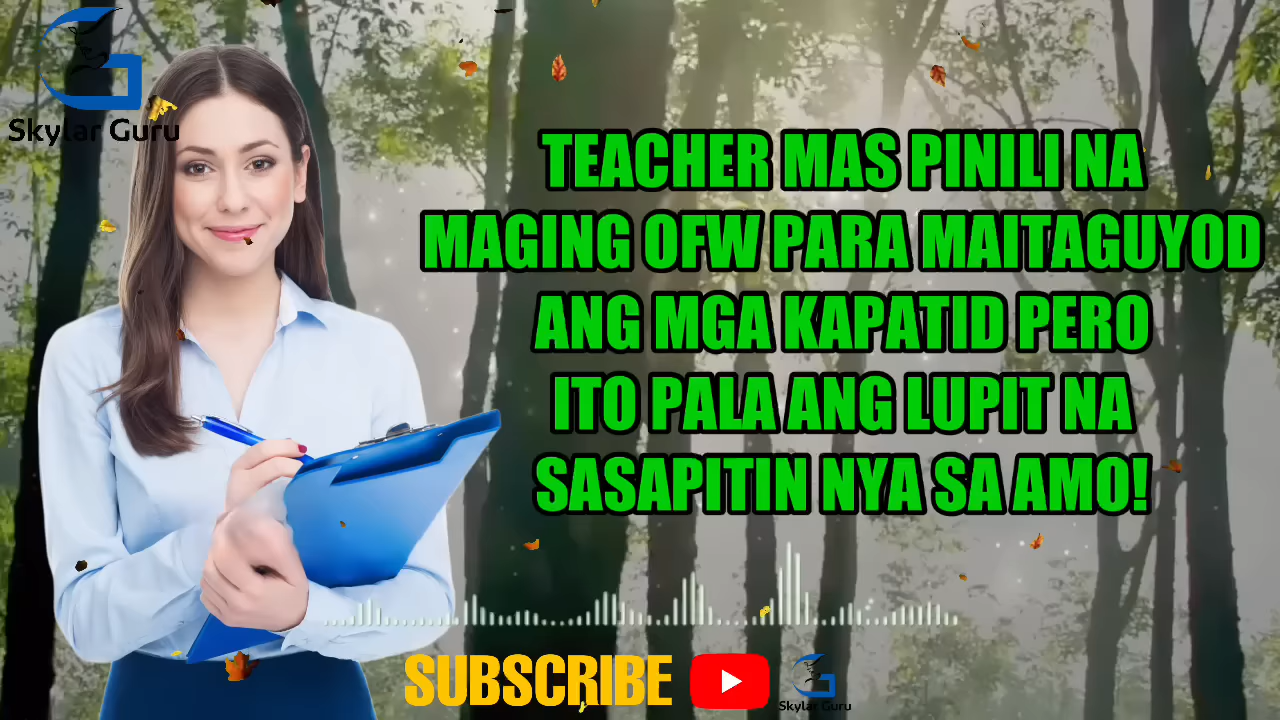 Skylar Guru
TEACHER MAS PINILI NA
MAGING OFW PARA MAITAGUYOD
ANG MGA KAPATID PERO
ITO PALA ANG LUPIT NA
SASAPITIN NYA SA AMO!
SUBSCRIBE
Skylar Guru